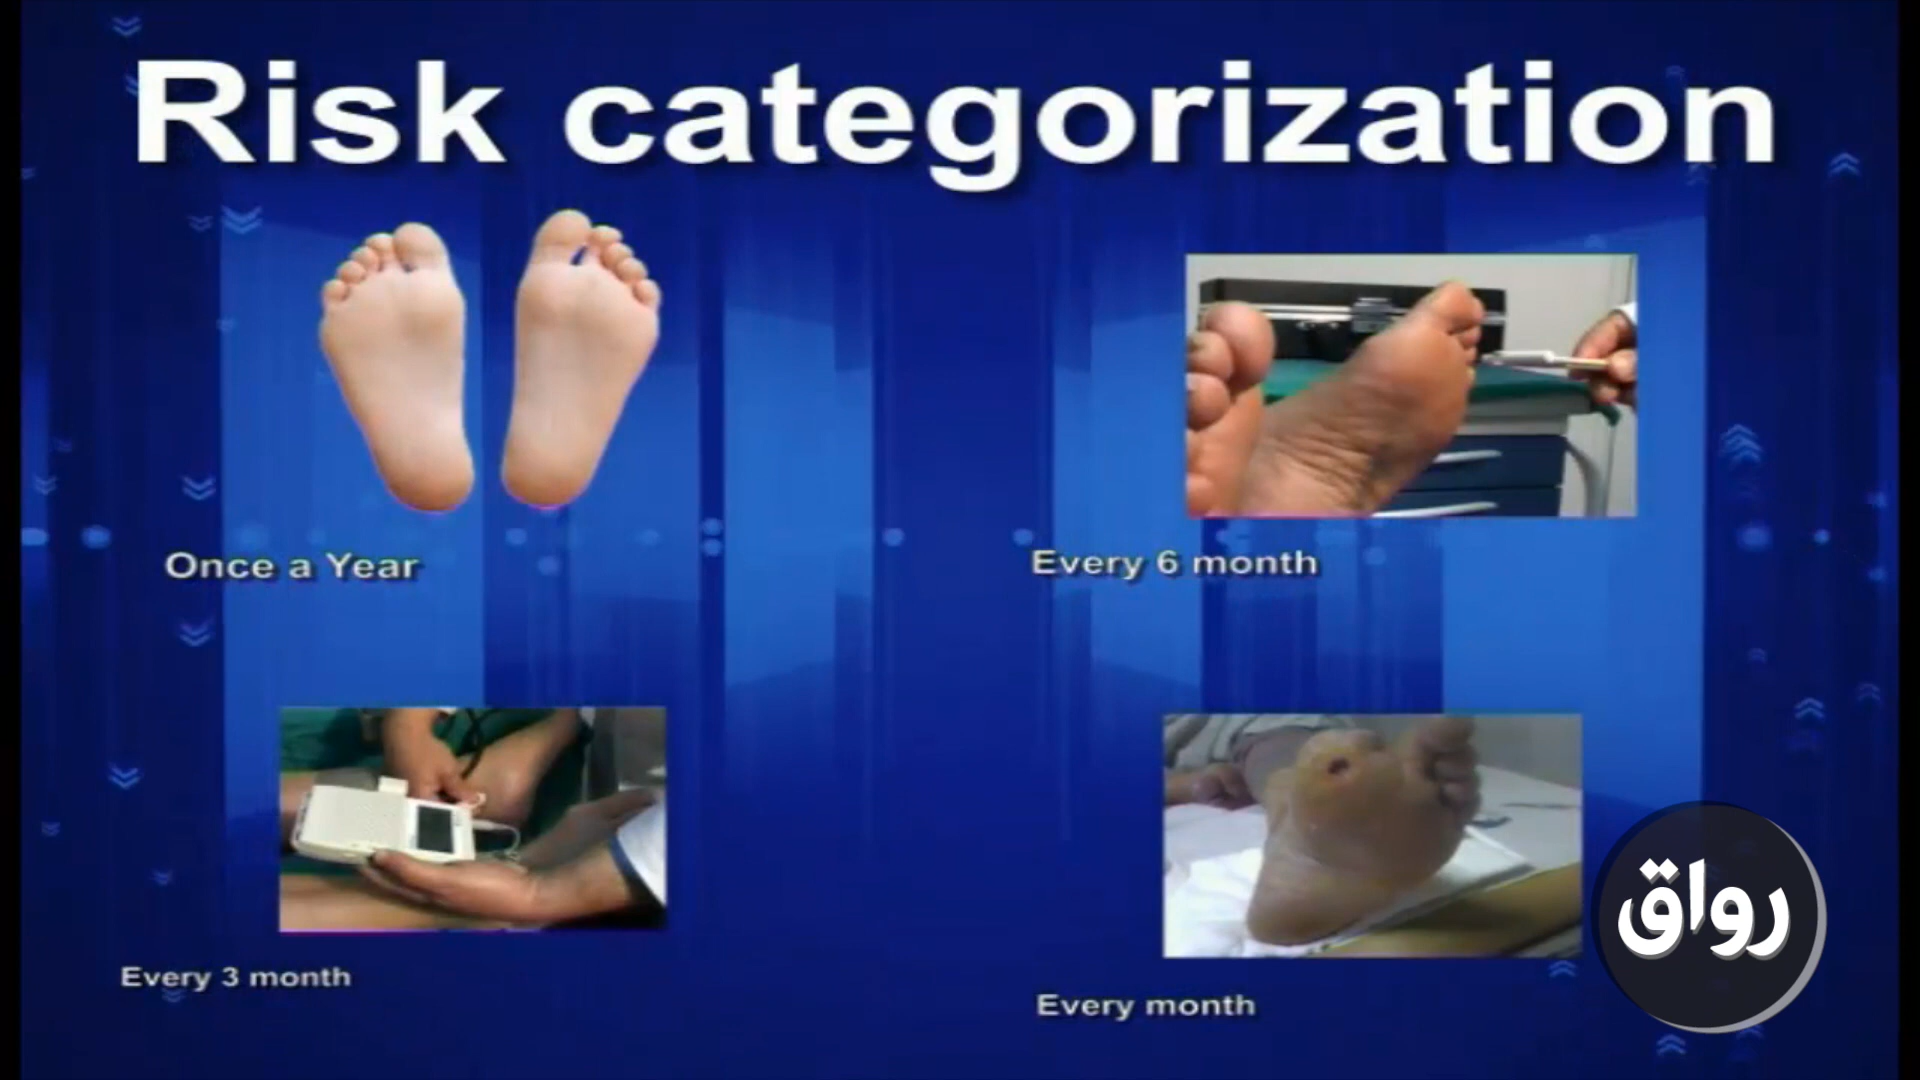 Risk categorization
Once a Year
Every 6 month
Every 3 month
Every month
رواق